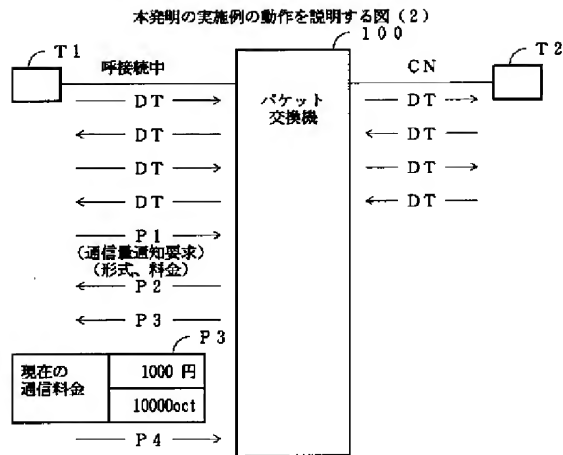 本発明の実施例の動作を説明する図(2)
100
T1
呼接続中
CN
T2
パケット
交換機
DT
DT
DT
DT
DT
DT
DT
DT
P1
(通信量通知要求)
(形式、料金)
P2
P3
P3
現在の
通信料金
1000 円
10000oct
P4